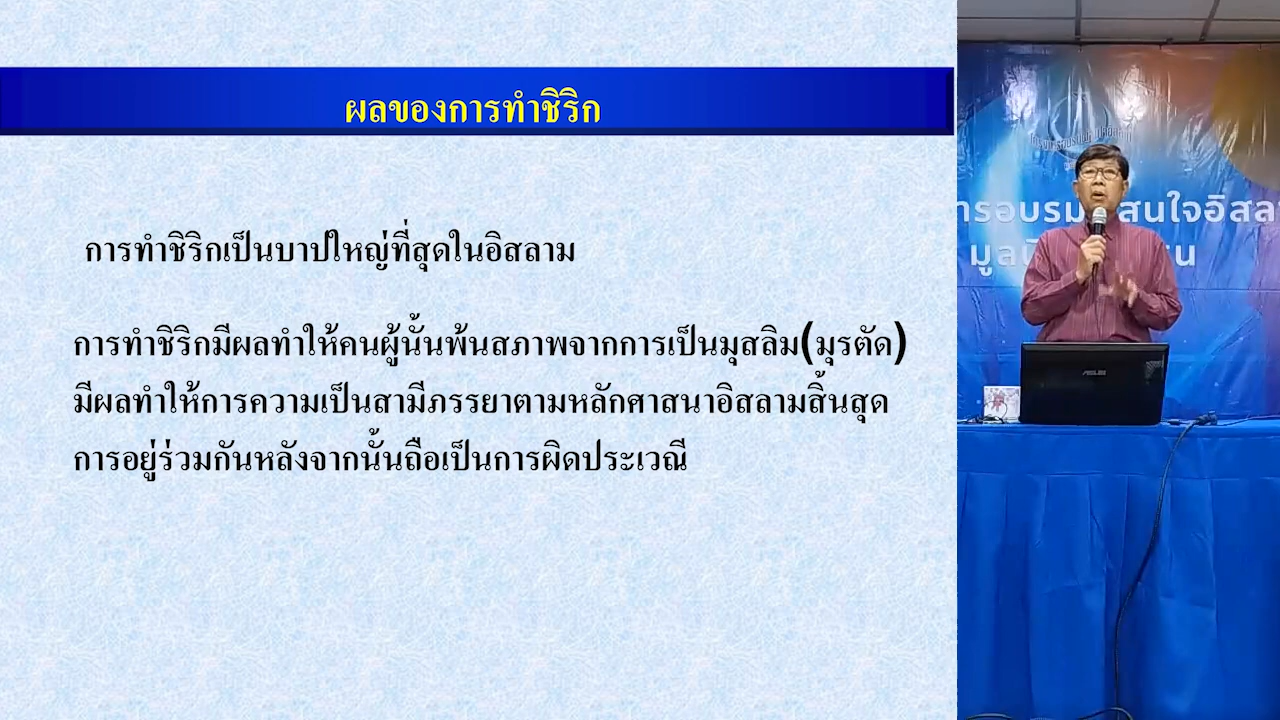 ผลของการทำชิริก
การทำชิริกเป็นบาปใหญ่ที่สุดในอิสลาม
การทำชิริกมีผลทำให้คนผู้นั้นพ้นสภาพจากการเป็นมุสลิม(มุรตัด)
มีผลทำให้การความเป็นสามีภรรยาตามหลักศาสนาอิสลามสิ้นสุด
การอยู่ร่วมกันหลังจากนั้นถือเป็นการผิดประเวณี
ASUS